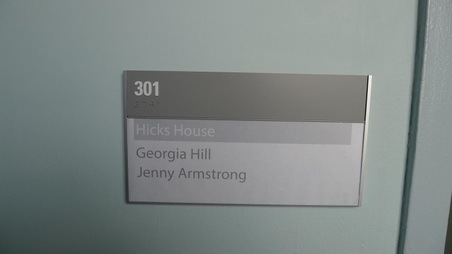 301
Hicks House
Georgia Hill
Jenny Armstrong